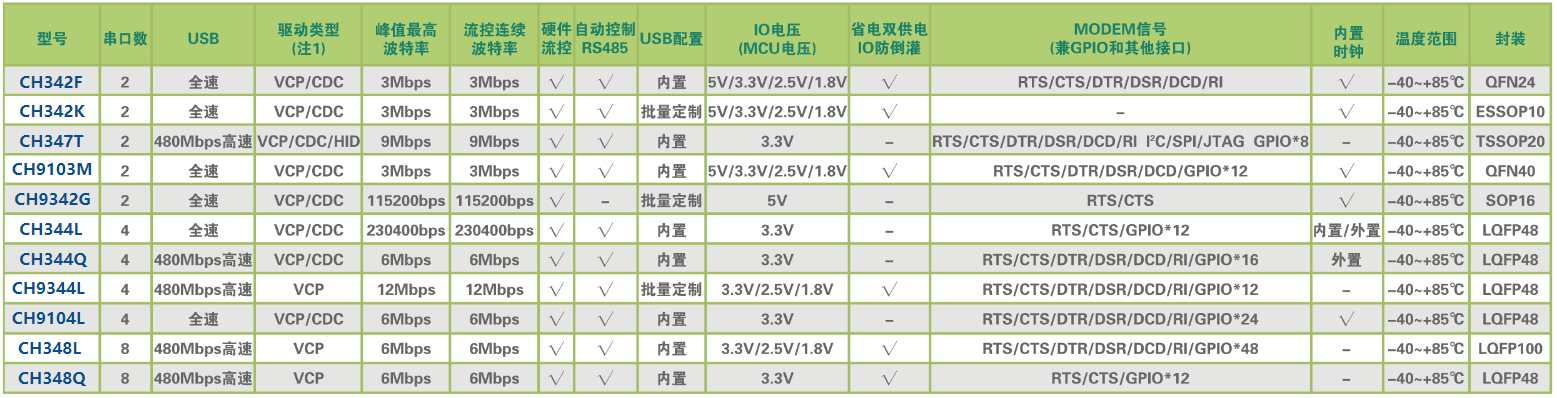 型号 串口数 USB 驱动类型(注1) 峰值最高波特率 流控连续波特率 硬件流控 自动控制RS485 USB配置 IO电压(MCU电压) 省电双供电IO防倒灌 MODEM信号(兼GPIO和其他接口) 内置时钟 温度范围 封装
CH342F 2 全速 VCP/CDC 3Mbps 3Mbps √ √ 内置 5V/3.3V/2.5V/1.8V √ RTS/CTS/DTR/DSR/DCD/RI √ -40~+85℃ QFN24
CH342K 2 全速 VCP/CDC 3Mbps 3Mbps √ √ 批量定制 5V/3.3V/2.5V/1.8V √ - √ -40~+85℃ ESSOP10
CH347T 2 480Mbps高速 VCP/CDC/HID 9Mbps 9Mbps √ √ 内置 3.3V - RTS/CTS/DTR/DSR/DCD/RI I²C/SPI/JTAG GPIO*8 - -40~+85℃ TSSOP20
CH9103M 2 全速 VCP/CDC 3Mbps 3Mbps √ √ 内置 5V/3.3V/2.5V/1.8V √ RTS/CTS/DTR/DSR/DCD/GPIO*12 √ -40~+85℃ QFN40
CH9342G 2 全速 VCP/CDC 115200bps 115200bps √ - 批量定制 5V - RTS/CTS √ -40~+85℃ SOP16
CH344L 4 全速 VCP/CDC 230400bps 230400bps √ √ 内置 3.3V - RTS/CTS/GPIO*12 内置/外置 -40~+85℃ LQFP48
CH344Q 4 480Mbps高速 VCP/CDC 6Mbps 6Mbps √ √ 内置 3.3V - RTS/CTS/DTR/DSR/DCD/RI/GPIO*16 外置 -40~+85℃ LQFP48
CH9344L 4 480Mbps高速 VCP 12Mbps 12Mbps √ √ 批量定制 3.3V/2.5V/1.8V √ RTS/CTS/DTR/DSR/DCD/RI/GPIO*12 - -40~+85℃ LQFP48
CH9104L 4 全速 VCP/CDC 6Mbps 6Mbps √ √ 内置 3.3V - RTS/CTS/DTR/DSR/DCD/RI/GPIO*24 √ -40~+85℃ LQFP48
CH348L 8 480Mbps高速 VCP 6Mbps 6Mbps √ √ 内置 3.3V/2.5V/1.8V √ RTS/CTS/DTR/DSR/DCD/RI/GPIO*48 - -40~+85℃ LQFP100
CH348Q 8 480Mbps高速 VCP 6Mbps 6Mbps √ √ 内置 3.3V √ RTS/CTS/GPIO*12 - -40~+85℃ LQFP48